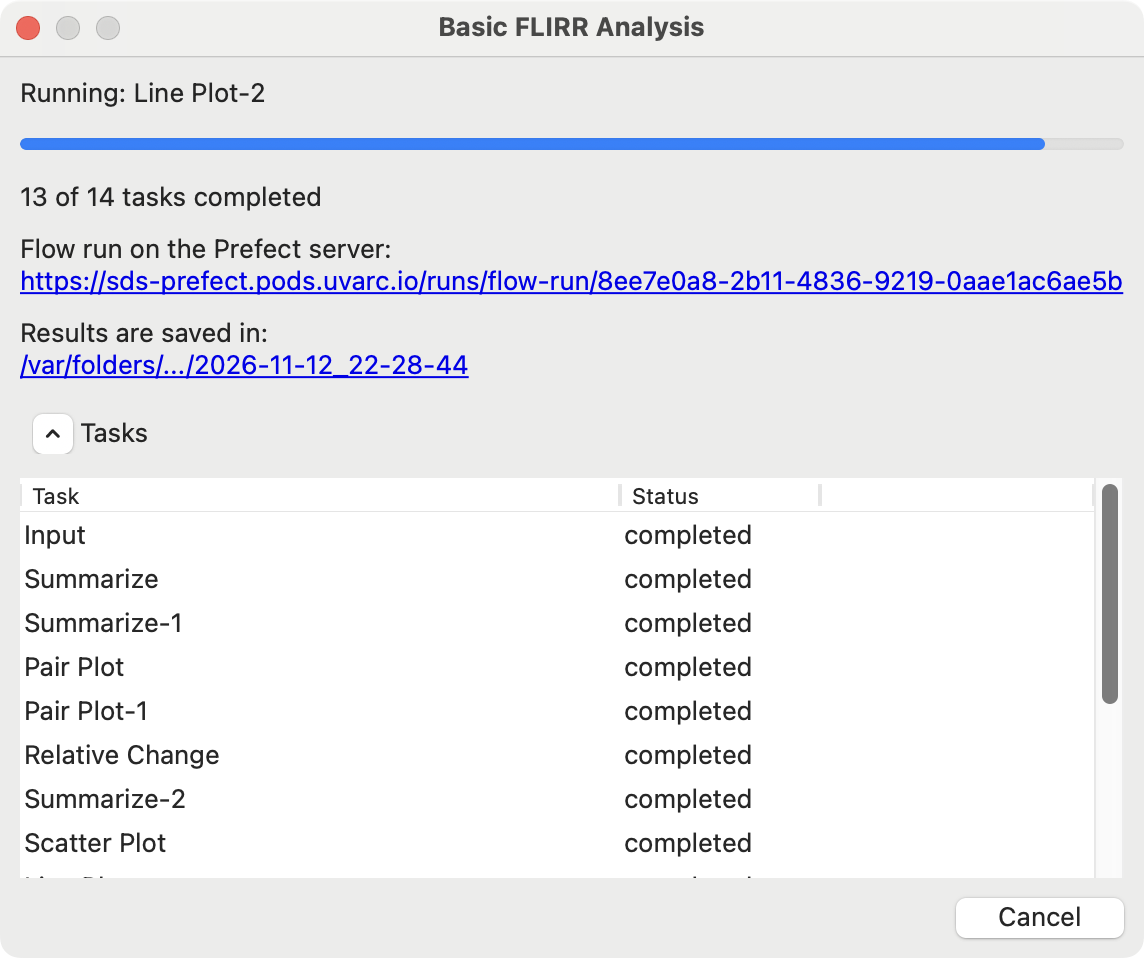 Basic FLIRR Analysis
Running: Line Plot-2
13 of 14 tasks completed
Flow run on the Prefect server:
https://sds-prefect.pods.uvarc.io/runs/flow-run/8ee7e0a8-2b11-4836-9219-0aae1ac6ae5b
Results are saved in:
/var/folders/.../2026-11-12_22-28-44
Tasks
Task Status
Input completed
Summarize completed
Summarize-1 completed
Pair Plot completed
Pair Plot-1 completed
Relative Change completed
Summarize-2 completed
Scatter Plot completed
Cancel